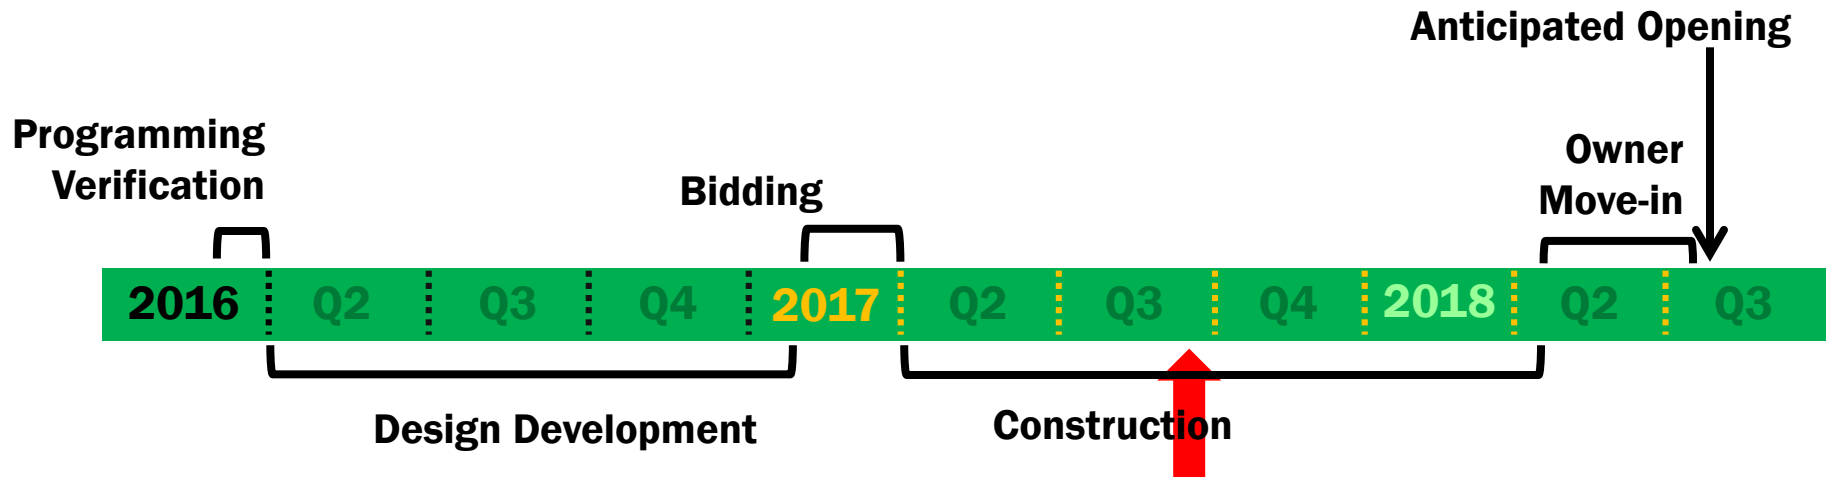 Anticipated Opening
Programming
Verification
Bidding
Owner
Move-in
2016 Q2 Q3 Q4 2017 Q2 Q3 Q4 2018 Q2 Q3
Design Development
Construction